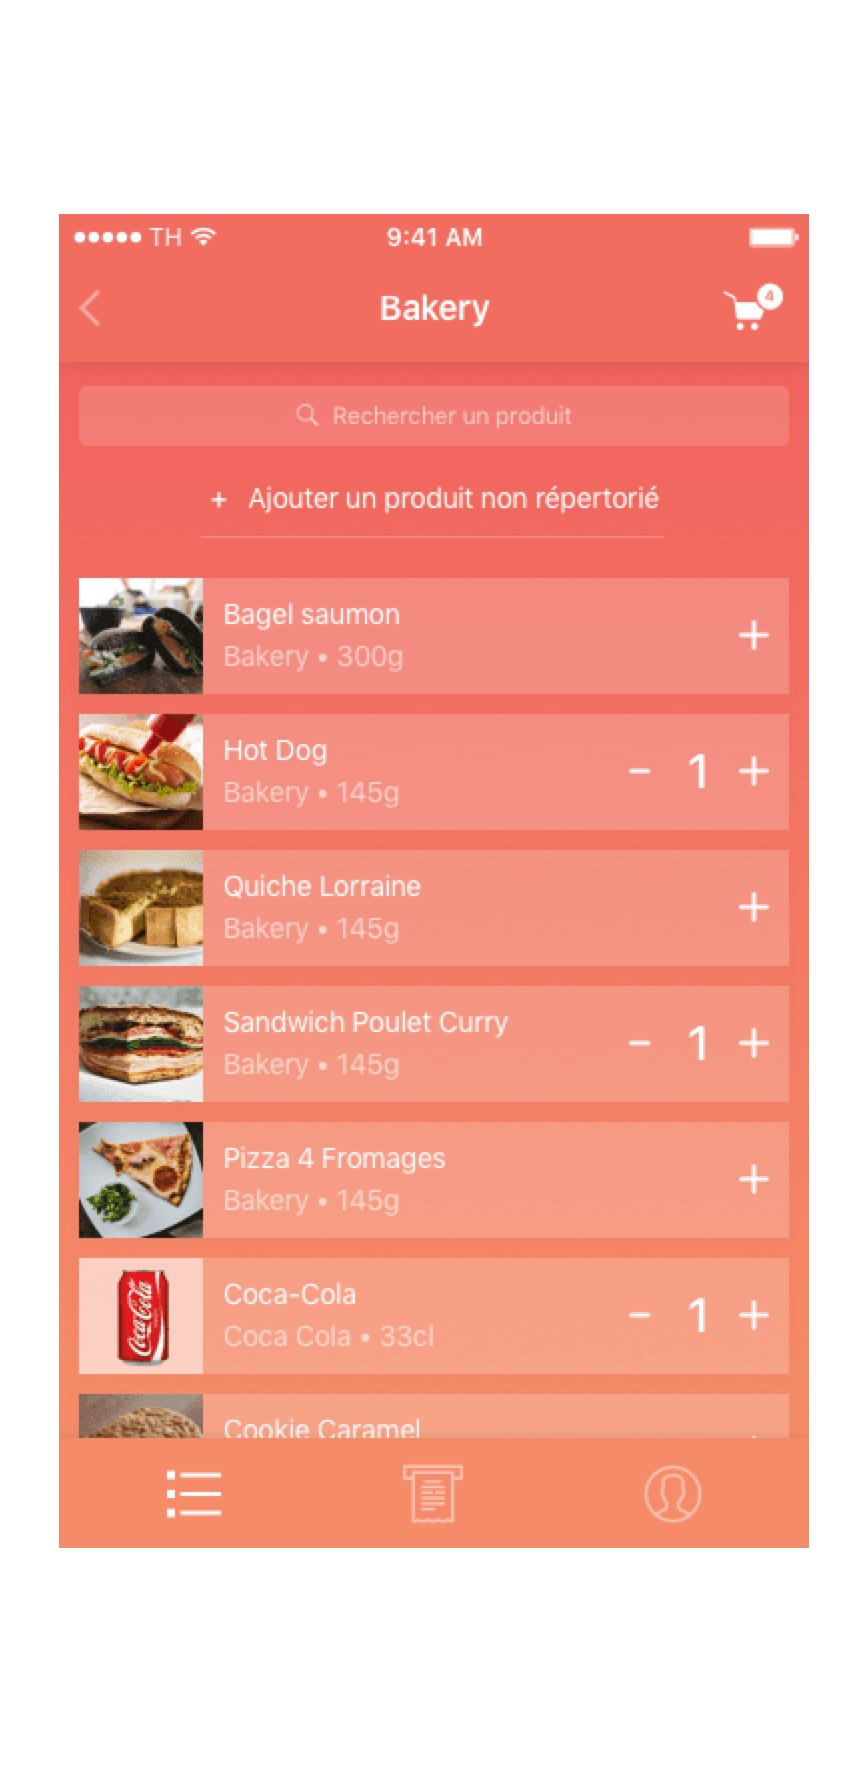 TH 9:41 AM
Bakery
4
Rechercher un produit
+ Ajouter un produit non répertorié
Bagel saumon
Bakery • 300g
+
Hot Dog
Bakery • 145g
- 1 +
Quiche Lorraine
Bakery • 145g
+
Sandwich Poulet Curry
Bakery • 145g
- 1 +
Pizza 4 Fromages
Bakery • 145g
+
Coca-Cola
Coca Cola • 33cl
- 1 +
Coca-Cola
Cookie Caramel